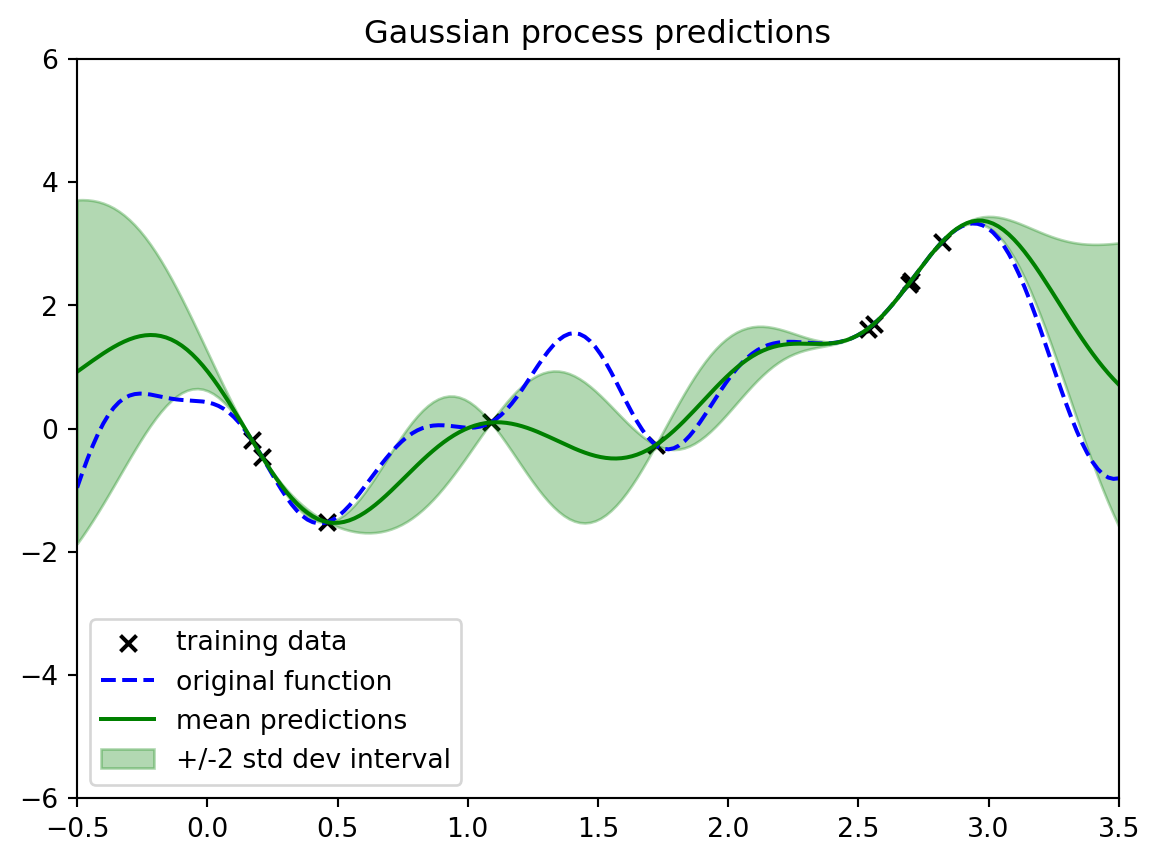 Gaussian process predictions
6
4
2
0
−2
−4
−6
training data
original function
mean predictions
+/-2 std dev interval
−0.5 0.0 0.5 1.0 1.5 2.0 2.5 3.0 3.5